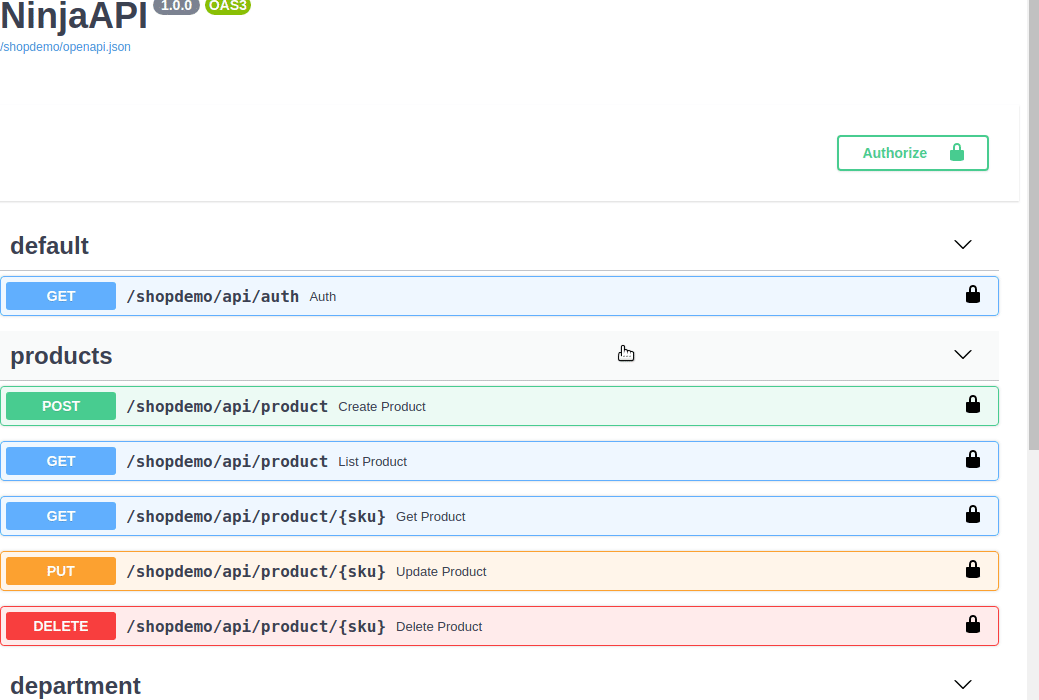 NinjaAPI 1.0.0 OAS3
/shopdemo/openapi.json
Authorize
default
GET /shopdemo/api/auth Auth
products
POST /shopdemo/api/product Create Product
GET /shopdemo/api/product List Product
GET /shopdemo/api/product/{sku} Get Product
PUT /shopdemo/api/product/{sku} Update Product
DELETE /shopdemo/api/product/{sku} Delete Product
department